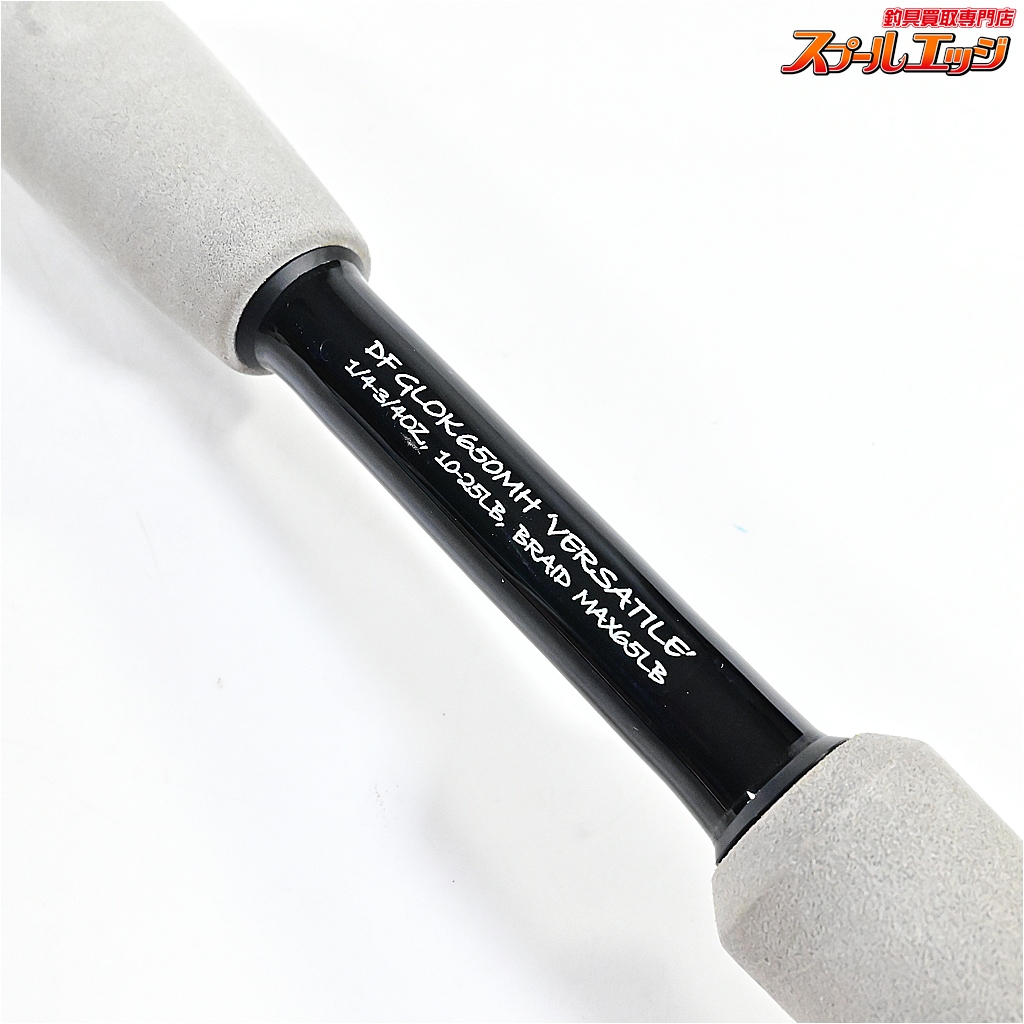 釣具買取専門店
スプールエッジ
DF GLOK650MH 'VERSATILE'
1/4-3/4OZ, 10-25LB, BRAID MAX65LB